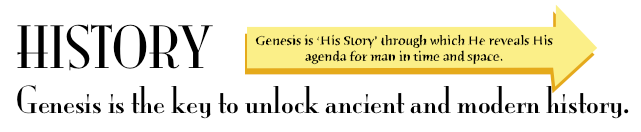 HISTORY
Genesis is 'His Story' through which He reveals His
agenda for man in time and space.
Genesis is the key to unlock ancient and modern history.